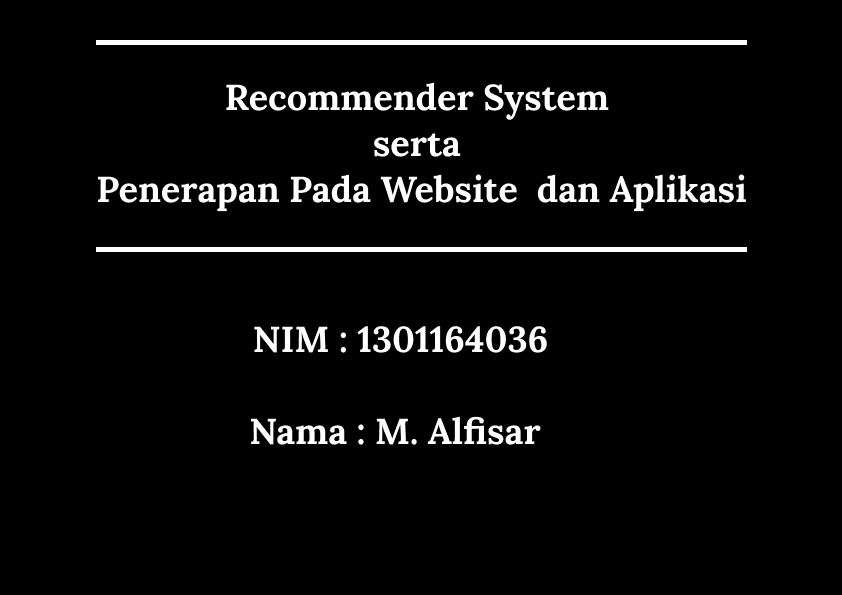 Recommender System
serta
Penerapan Pada Website  dan Aplikasi
NIM : 1301164036
Nama : M. Alfisar